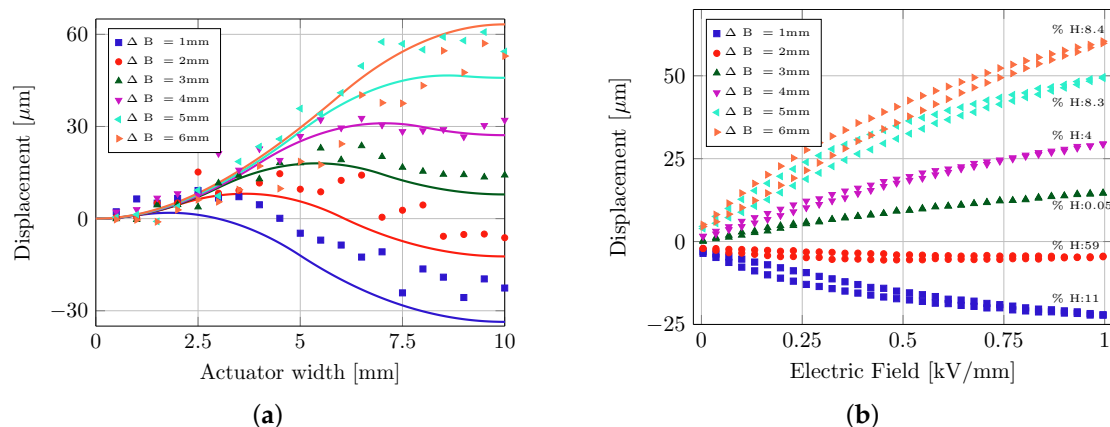 60
30
0
−30
0
2.5
5
7.5
10
Displacement [μm]
Actuator width [mm]
Δ B = 1mm
Δ B = 2mm
Δ B = 3mm
Δ B = 4mm
Δ B = 5mm
Δ B = 6mm
(a)
50
25
0
−25
0
0.25
0.5
0.75
1
Displacement [μm]
Electric Field [kV/mm]
Δ B = 1mm
Δ B = 2mm
Δ B = 3mm
Δ B = 4mm
Δ B = 5mm
Δ B = 6mm
% H:8.4
% H:8.3
% H:4
% H:0.05
% H:59
% H:11
(b)